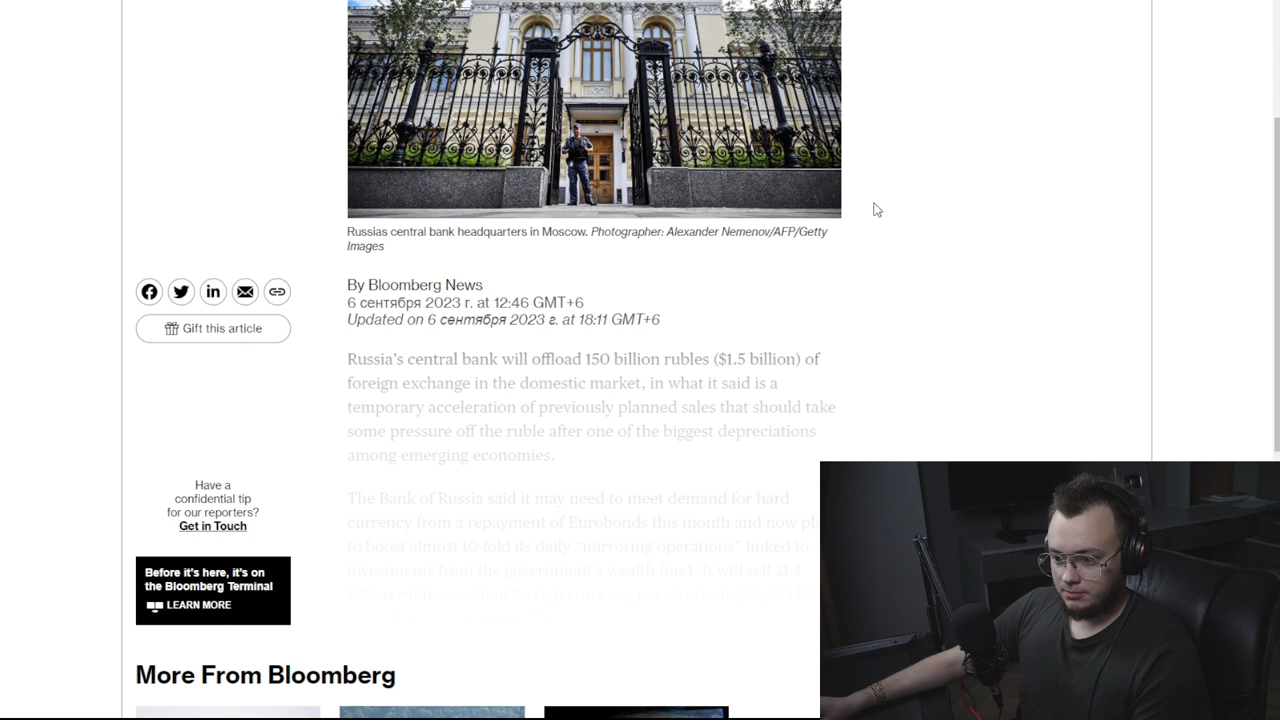 Russias central bank headquarters in Moscow. Photographer: Alexander Nemenov/AFP/Getty
Images
By Bloomberg News
6 сентября 2023 г. at 12:46 GMT+6
Updated on 6 сентября 2023 г. at 18:11 GMT+6
Gift this article
Russia's central bank will offload 150 billion rubles ($1.5 billion) of
foreign exchange in the domestic market, in what it said is a
temporary acceleration of previously planned sales that should take
some pressure off the ruble after one of the biggest depreciations
among emerging economies.
Have a
confidential tip
for our reporters?
Get in Touch
The Bank of Russia said it may need to meet demand for hard
currency from a repayment of Eurobonds this month and now
to boost almost 10-fold its daily “mirroring operations” linked to
investments from the government's wealth fund. It will sell 21.4
billion rubles worth of foreign currency per day during
Before it's here, it's on
the Bloomberg Terminal
LEARN MORE
More From Bloomberg